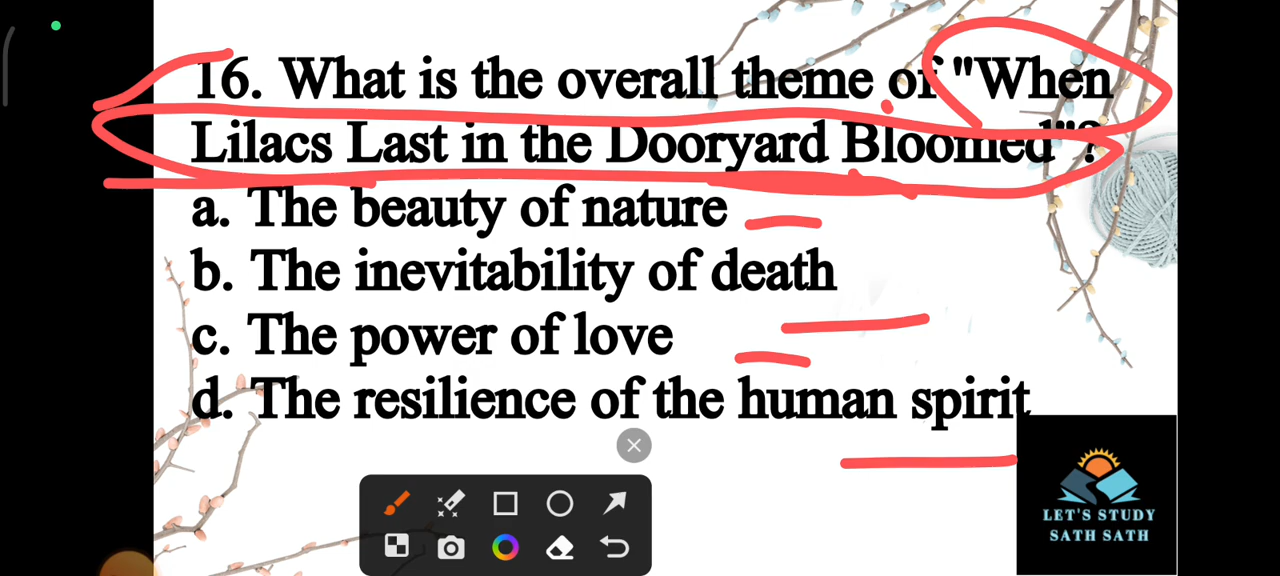 16. What is the overall theme of "When
Lilacs Last in the Dooryard Bloomed"?
a. The beauty of nature
b. The inevitability of death
c. The power of love
d. The resilience of the human spirit
LET'S STUDY
SATH SATH